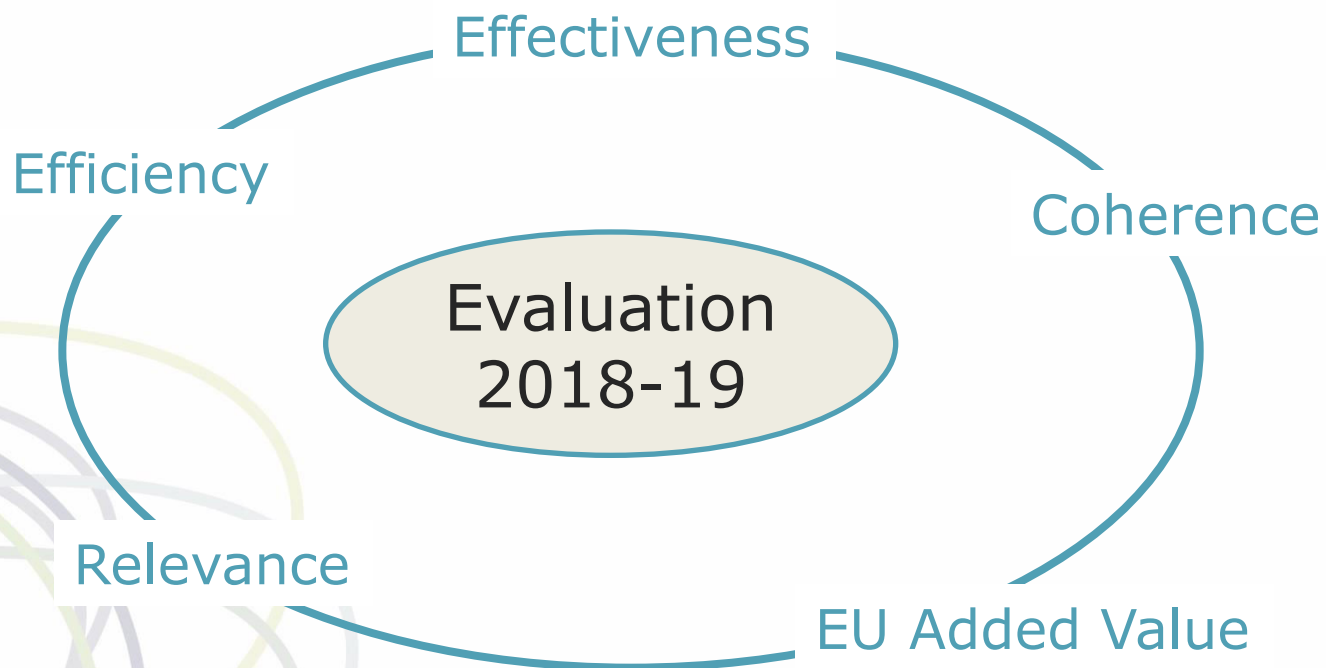 Effectiveness
Efficiency
Coherence
Evaluation
2018-19
Relevance
EU Added Value